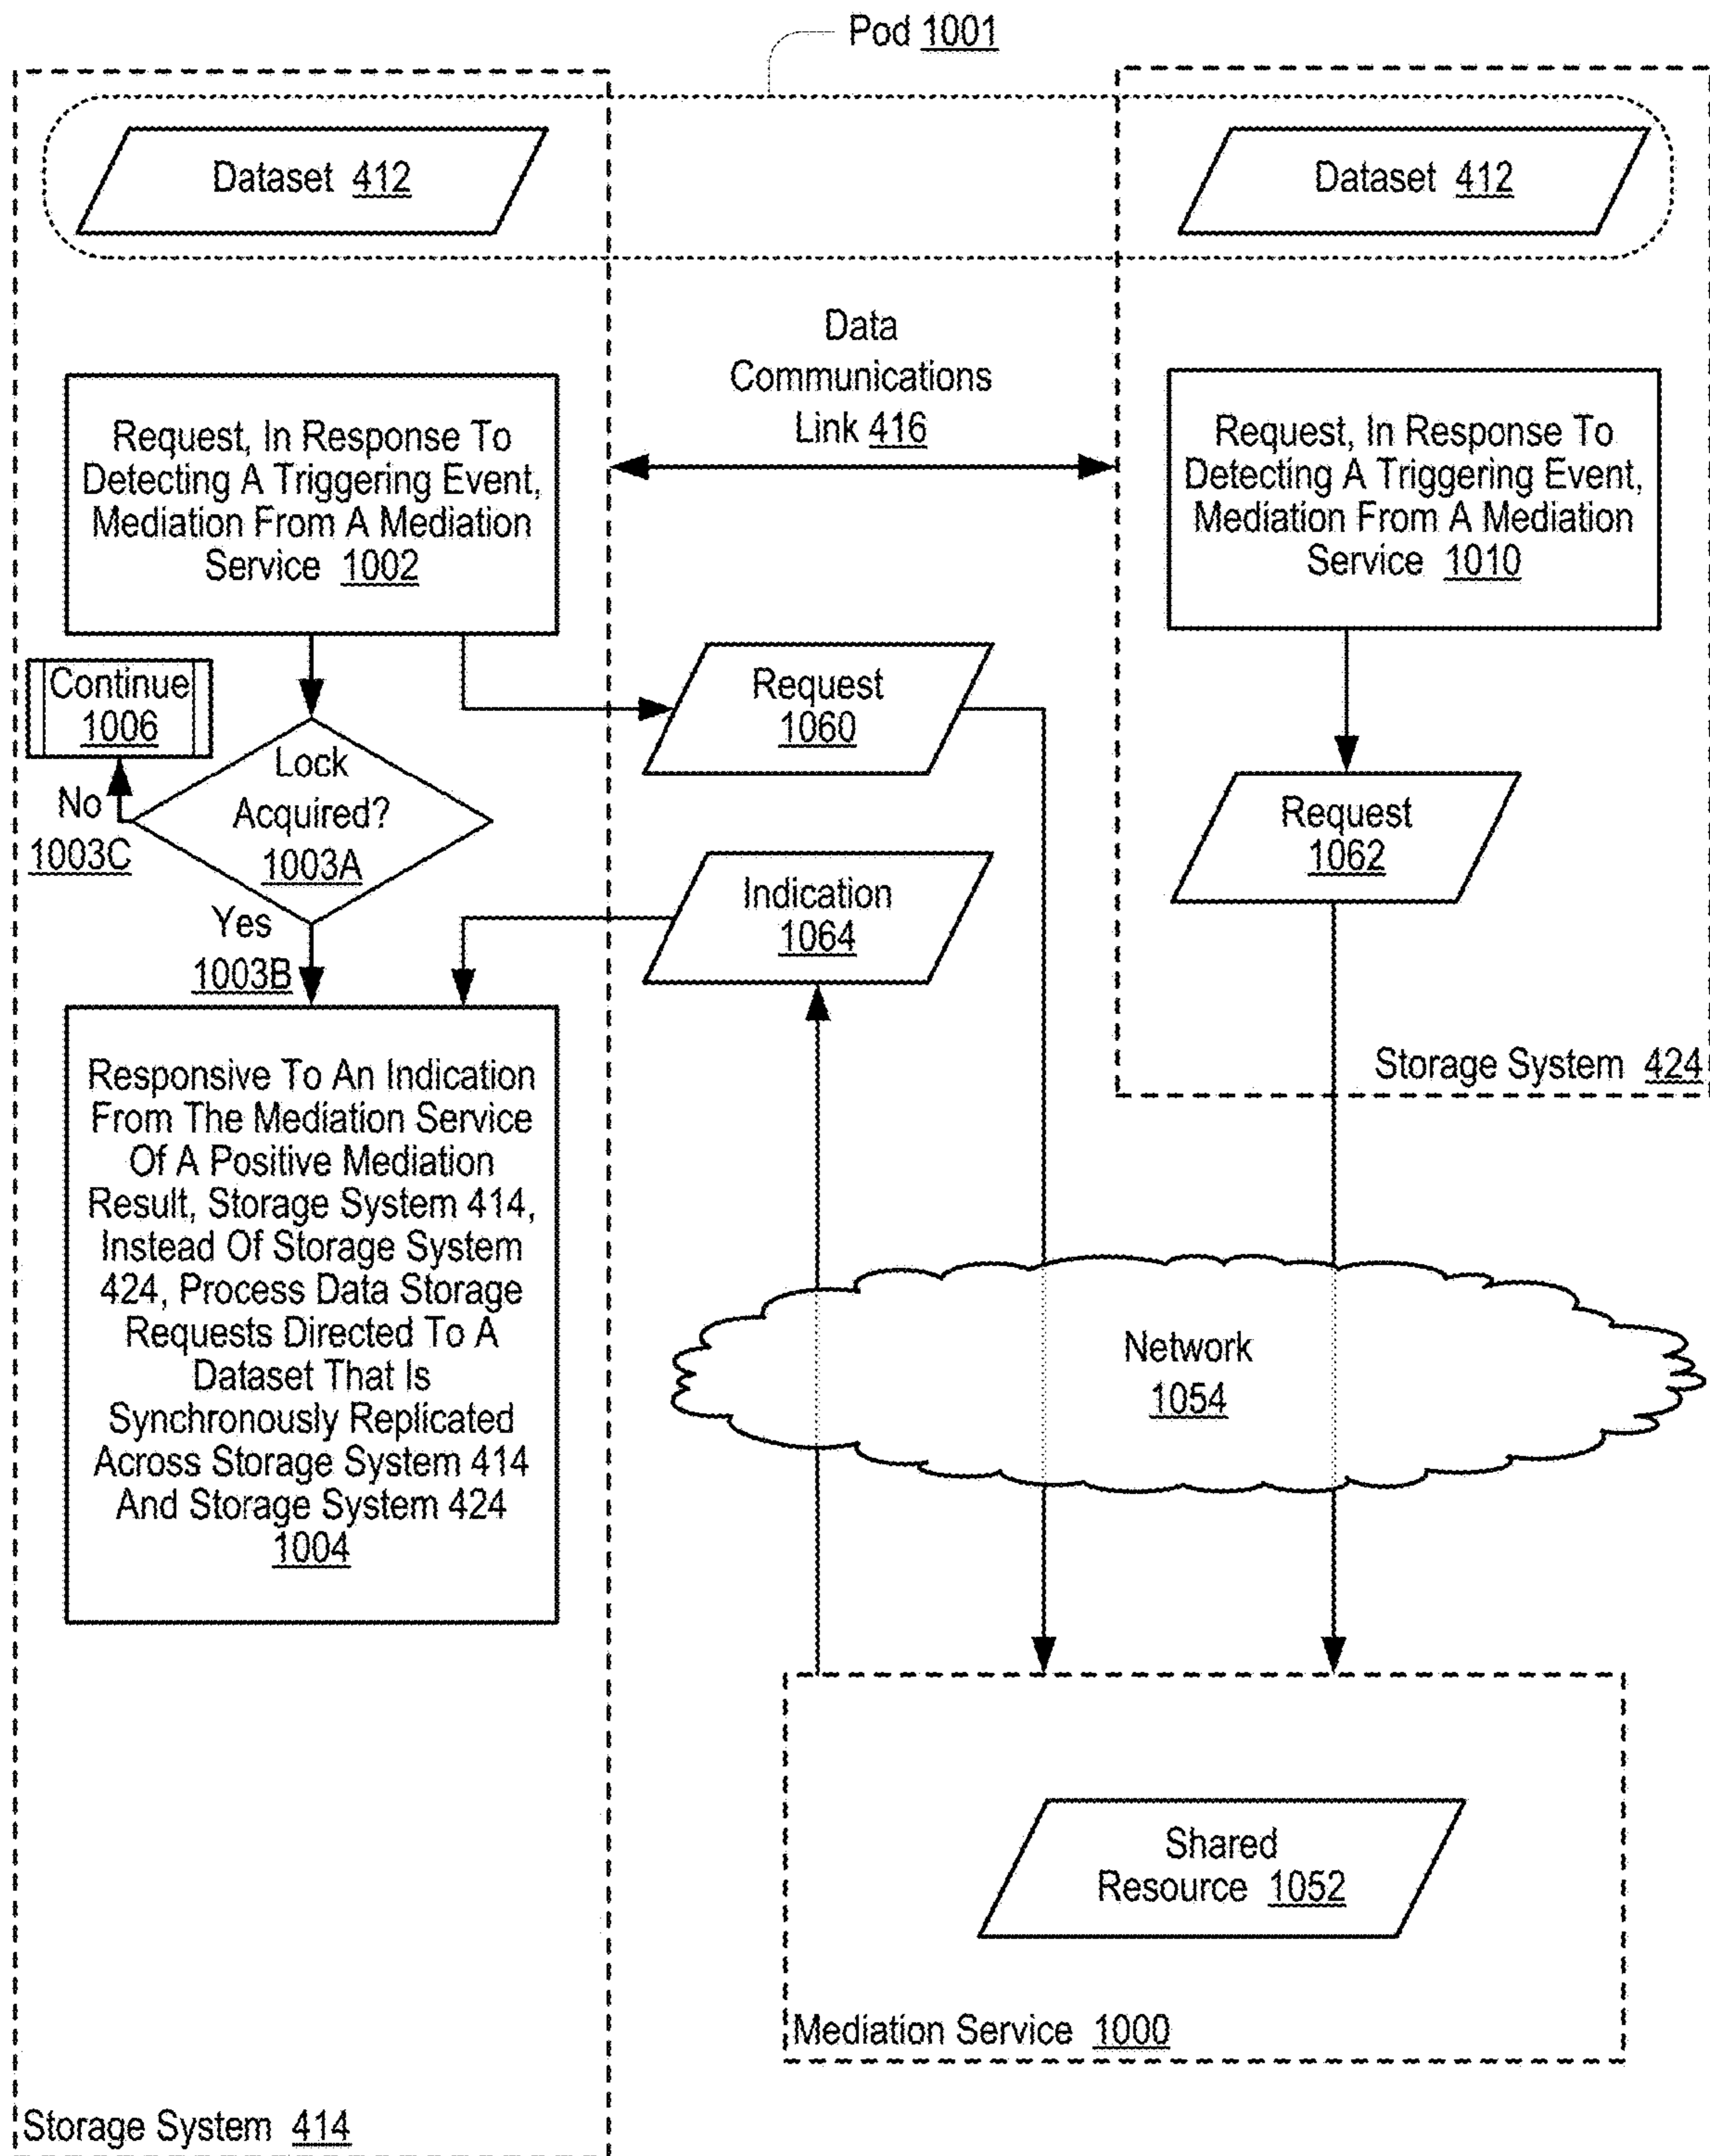 Pod 1001
Dataset 412
Dataset 412
Data
Communications
Link 416
Request, In Response To
Detecting A Triggering Event,
Mediation From A Mediation
Service 1002
Request, In Response To
Detecting A Triggering Event,
Mediation From A Mediation
Service 1010
Continue
1006
Request
1060
Lock
Acquired?
1003A
No
1003C
Request
1062
Indication
1064
Yes
1003B
Storage System 424
Responsive To An Indication
From The Mediation Service
Of A Positive Mediation
Result, Storage System 414,
Instead Of Storage System
424, Process Data Storage
Requests Directed To A
Dataset That Is
Synchronously Replicated
Across Storage System 414
And Storage System 424
1004
Network
1054
Shared
Resource 1052
Mediation Service 1000
Storage System 414